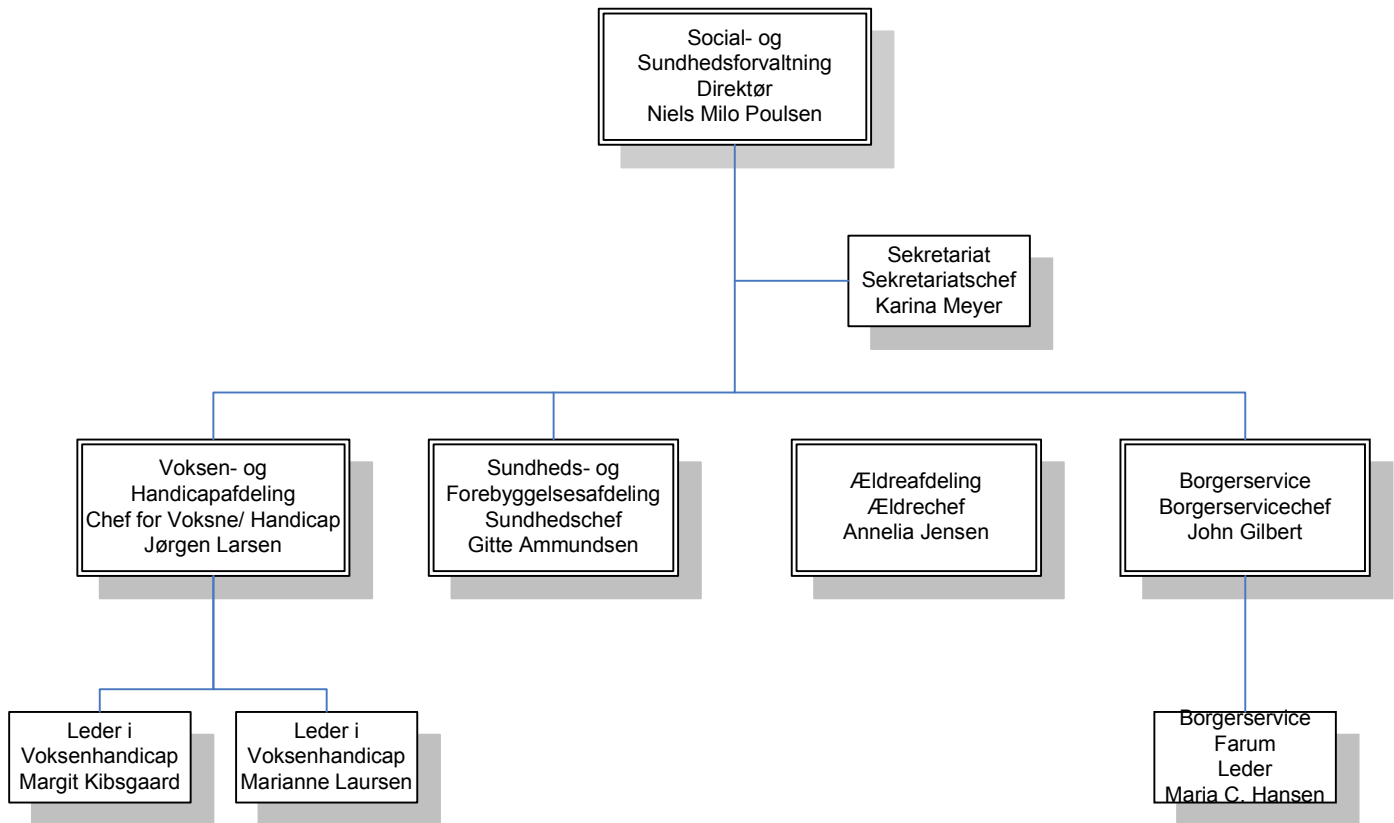 Social- og
Sundhedsforvaltning
Direktør
Niels Milo Poulsen
Sekretariat
Sekretariatschef
Karina Meyer
Voksen- og
Handicapafdeling
Chef for Voksne/ Handicap
Jørgen Larsen
Sundheds- og
Forebyggelsesafdeling
Sundhedschef
Gitte Ammundsen
Ældreafdeling
Ældrechef
Annelia Jensen
Borgerservice
Borgerservicechef
John Gilbert
Leder i
Voksenhandicap
Margit Kibsgaard
Leder i
Voksenhandicap
Marianne Laursen
Borgerservice
Farum
Leder
Maria C. Hansen